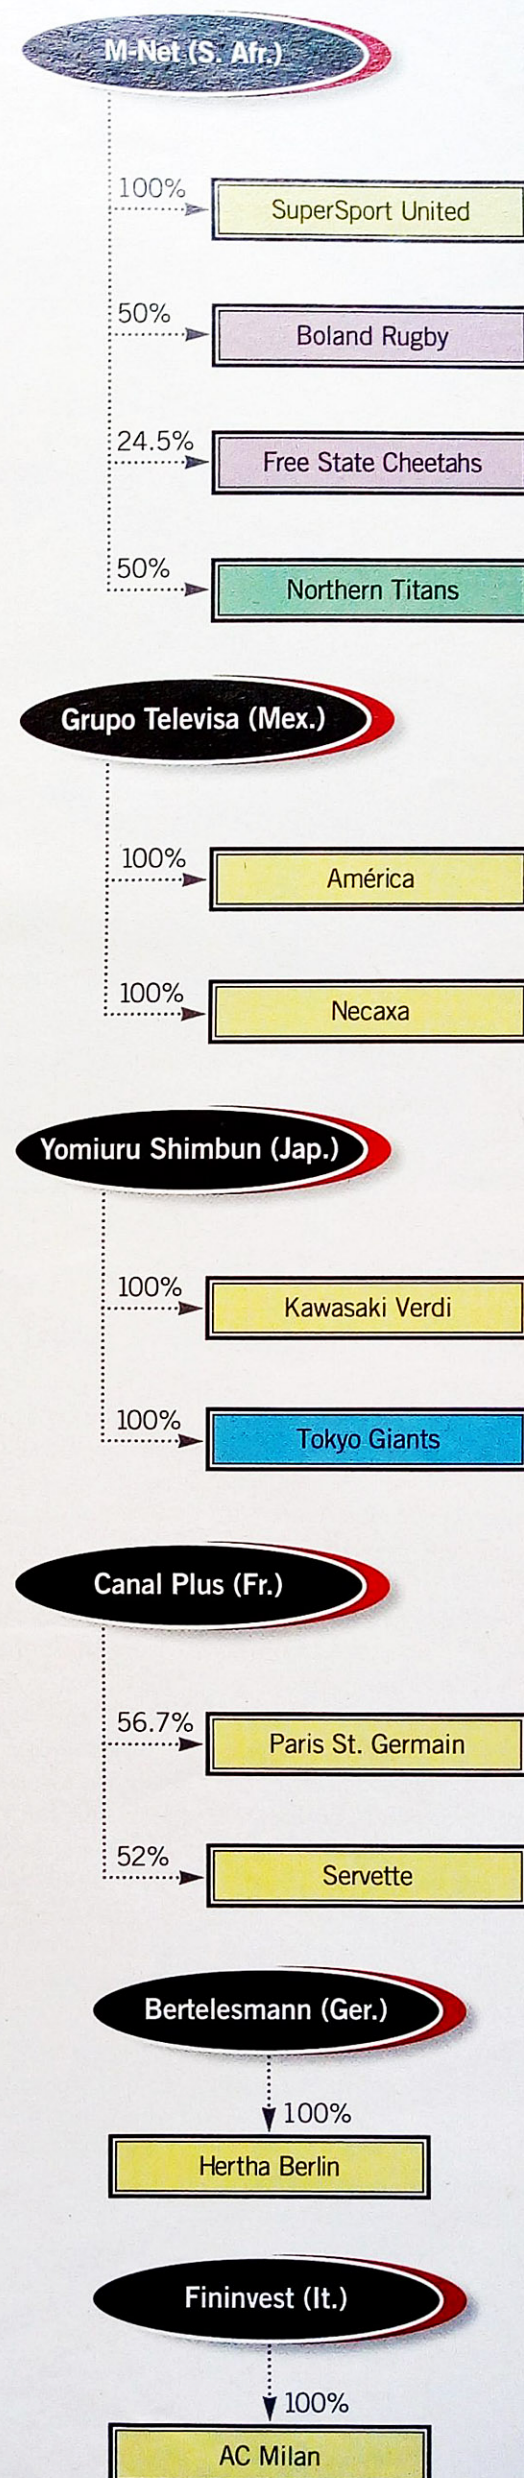 M-Net (S. Afr.)
100%
SuperSport United
50%
Boland Rugby
24.5%
Free State Cheetahs
50%
Northern Titans
Grupo Televisa (Mex.)
100%
América
100%
Necaxa
Yomiuru Shimbun (Jap.)
100%
Kawasaki Verdi
100%
Tokyo Giants
Canal Plus (Fr.)
56.7%
Paris St. Germain
52%
Servette
Bertelesmann (Ger.)
100%
Hertha Berlin
Fininvest (It.)
100%
AC Milan